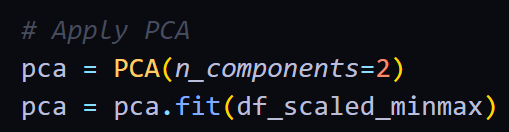 # Apply PCA
pca = PCA(n_components=2)
pca = pca.fit(df_scaled_minmax)